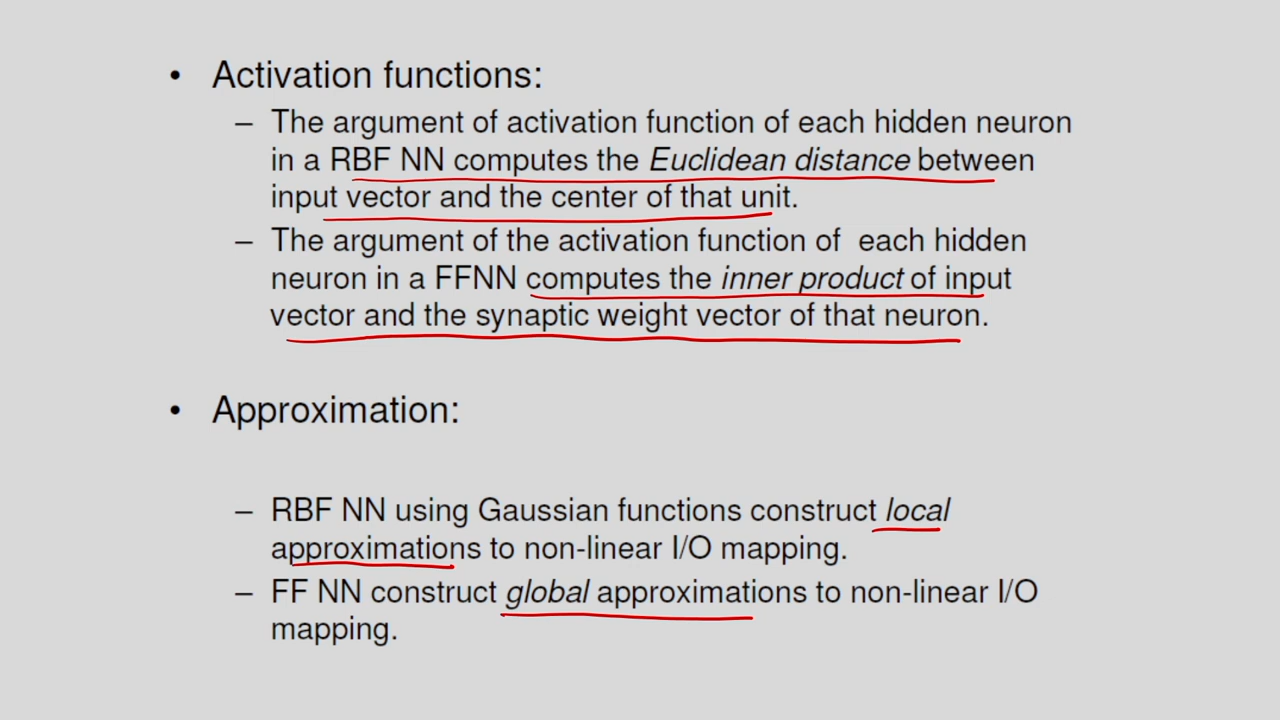 • Activation functions:
– The argument of activation function of each hidden neuron
in a RBF NN computes the Euclidean distance between
input vector and the center of that unit.
– The argument of the activation function of each hidden
neuron in a FFNN computes the inner product of input
vector and the synaptic weight vector of that neuron.
• Approximation:
– RBF NN using Gaussian functions construct local
approximations to non-linear I/O mapping.
– FF NN construct global approximations to non-linear I/O
mapping.